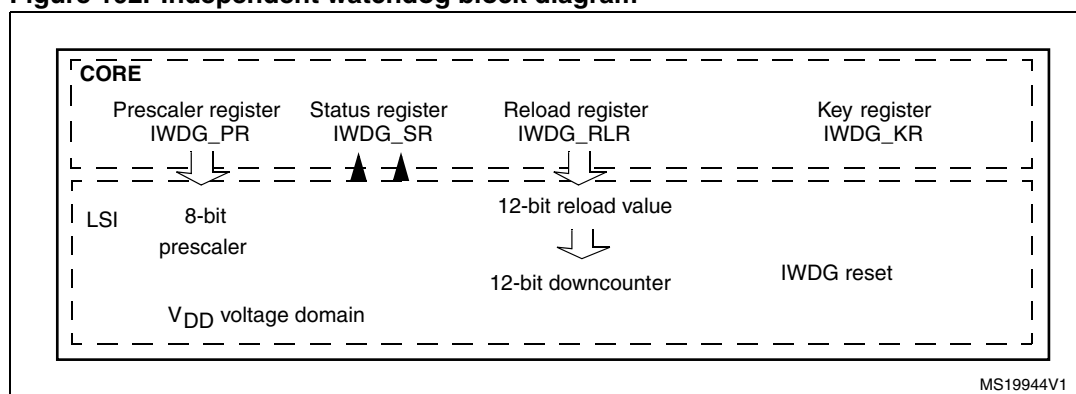 Figure 192. Independent watchdog block diagram
CORE
Prescaler register
IWDG_PR
Status register
IWDG_SR
Reload register
IWDG_RLR
Key register
IWDG_KR
LSI
8-bit
prescaler
12-bit reload value
12-bit downcounter
IWDG reset
VDD voltage domain
MS19944V1